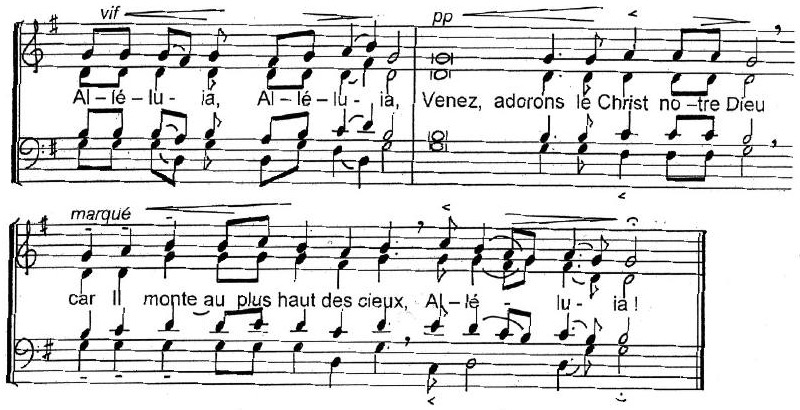 vif pp
Al–lé–lu-ia, Al–lé–lu-ia, Venez, adorons le Christ no–tre Dieu
marqué
car Il monte au plus haut des cieux, Al–lé - lu- ia !